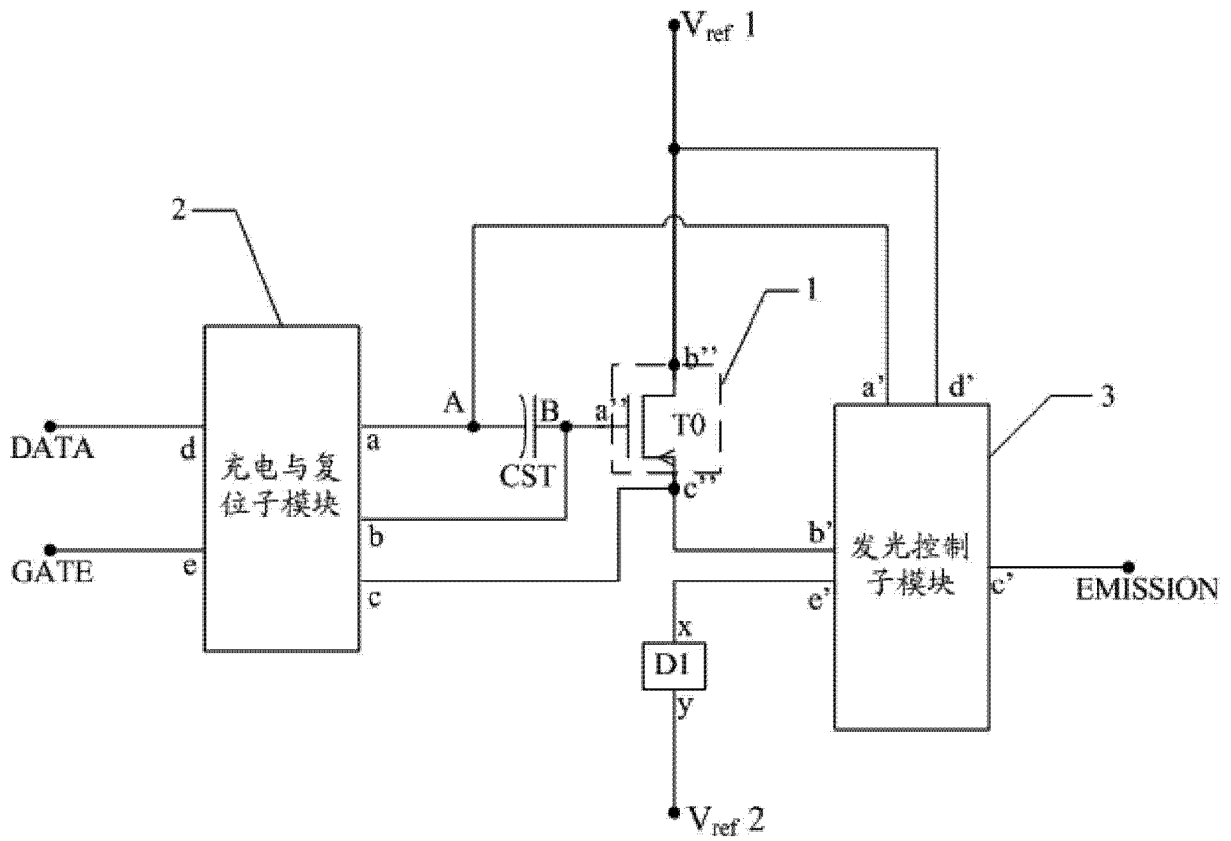 Vref 1
2
1
b’’
a’
d’
3
A
B
a’’
T0
DATA
d
a
CST
充电与复
位子模块
c’’
b
b’
发光控制
子模块
GATE
e
c
e’
c’
EMISSION
x
D1
y
Vref 2